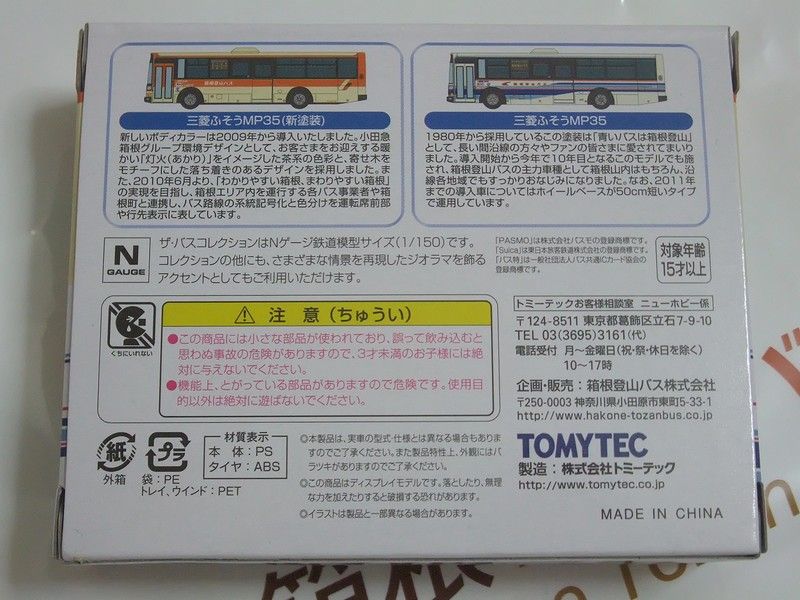 三菱ふそうMP35(新塗装)
新しいボディカラーは2009年から導入いたしました。小田急
箱根グループ環境デザインとして、お客さまをお迎えする暖
かい「灯火(あかり)」をイメージした茶系の色彩と、寄せ木を
モチーフにした落ち着きのあるデザインを採用しました。ま
た、2010年6月より、「わかりやすい箱根、まわりやすい箱根」
の実現を目指し、箱根エリア内を運行する各バス事業者や箱
根町と連携し、バス路線の系統記号化と色分けを運転席前部
や行先表示に表しています。
三菱ふそうMP35
1980年から採用しているこの塗装は「青いバスは箱根登山」
として、長い間沿線の方々やファンの皆さまに愛されてまい
りました。導入開始から今年で10年目となるこのモデルでも施
され、箱根登山バスの主力車種として箱根山内はもちろん、沿
線各地域でもすっかりおなじみになりました。なお、2011年
までの導入車についてはホイールベースが50cm短いタイプ
で運用しています。
N
GAUGE
ザ・バスコレクションはNゲージ鉄道模型サイズ(1/150)です。
コレクションの他にも、さまざまな情景を再現したジオラマを飾る
アクセントとしてもご利用いただけます。
「PASMO」は株式会社パスモの登録商標です。
「Suica」は東日本旅客鉄道株式会社の登録商標です。
「バス特」は一般社団法人バス共通ICカード協会の
登録商標です。
対象年齢
15才以上
くちにいれない
注意(ちゅうい)
●この商品には小さな部品が使われており、誤って飲み込むと
思わぬ事故の危険がありますので、3才未満のお子様には絶
対に与えないでください。
●機能上、とがっている部品がありますので危険です。使用目
的以外は絶対に遊ばないでください。
トミーテックお客様相談室 ニューホビー係
〒124-8511 東京都葛飾区立石7-9-10
TEL 03(3695)3161(代)
電話受付 月〜金曜日(祝・祭・休日を除く)
10〜17時
企画・販売:箱根登山バス株式会社
〒250-0003 神奈川県小田原市東町5-33-1
http://www.hakone-tozanbus.co.jp
紙
外箱
プラ
袋:PE
トレイ、ウインド:PET
材質表示
本 体:PS
タイヤ:ABS
◎本製品は、実車の型式・仕様とは異なる場合もありま
すのでご了承ください。また製品特性上、外観にはバ
ラツキがありますのでご了承ください。
◎この商品はディスプレイモデルです。落としたり、無理
な力を加えたりすると破損する恐れがあります。
◎イラストは製品と一部異なる場合があります。
TOMYTEC
製造:株式会社トミーテック
http://www.tomytec.co.jp
MADE IN CHINA
箱根